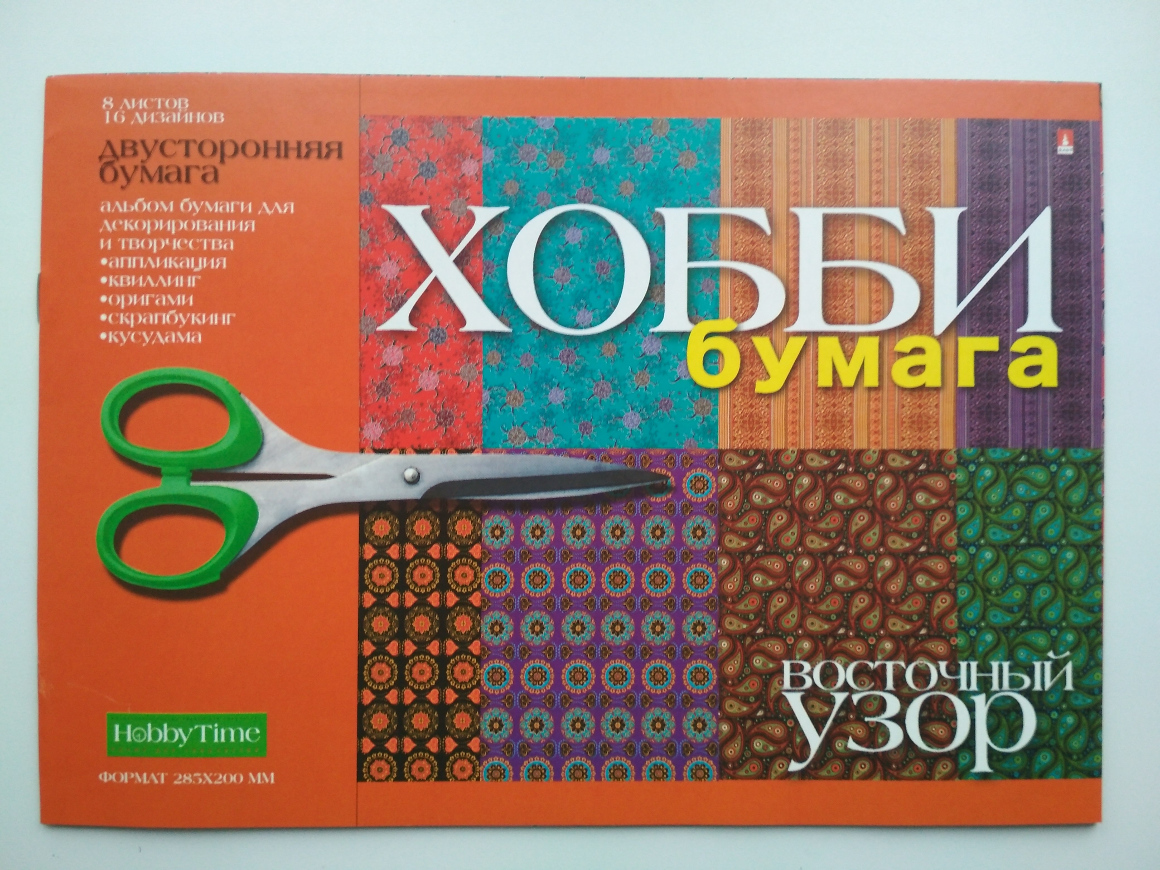 8 листов
16 дизайнов
двусторонняя
бумага
альбом бумаги для
декорирования
и творчества
•аппликация
•квиллинг
•оригами
•скрапбукинг
•кусудама
ХОББИ
бумага
восточный
узор
HobbyTime
ФОРМАТ 285Х200 ММ